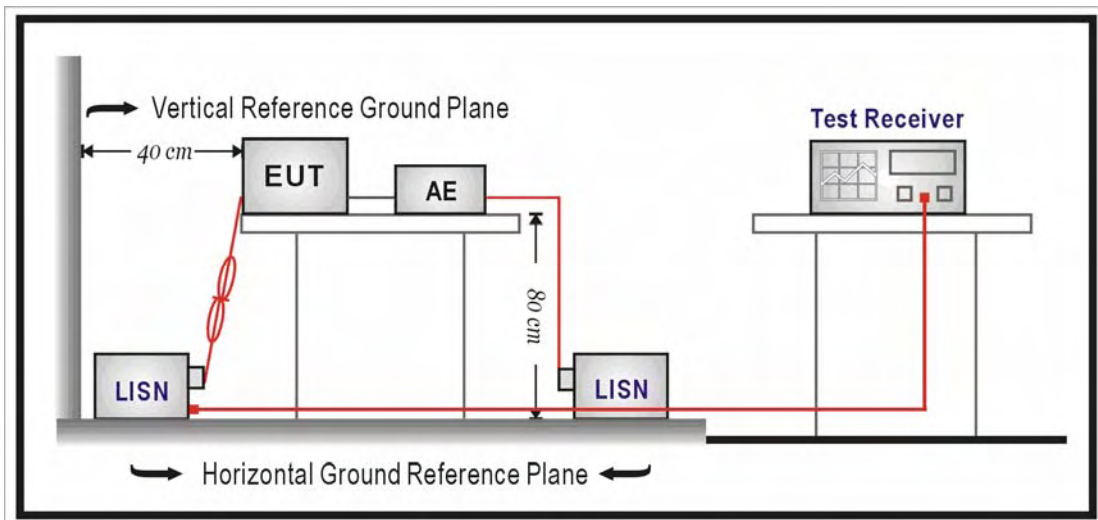 Vertical Reference Ground Plane
40 cm
EUT
AE
Test Receiver
80 cm
LISN
LISN
Horizontal Ground Reference Plane